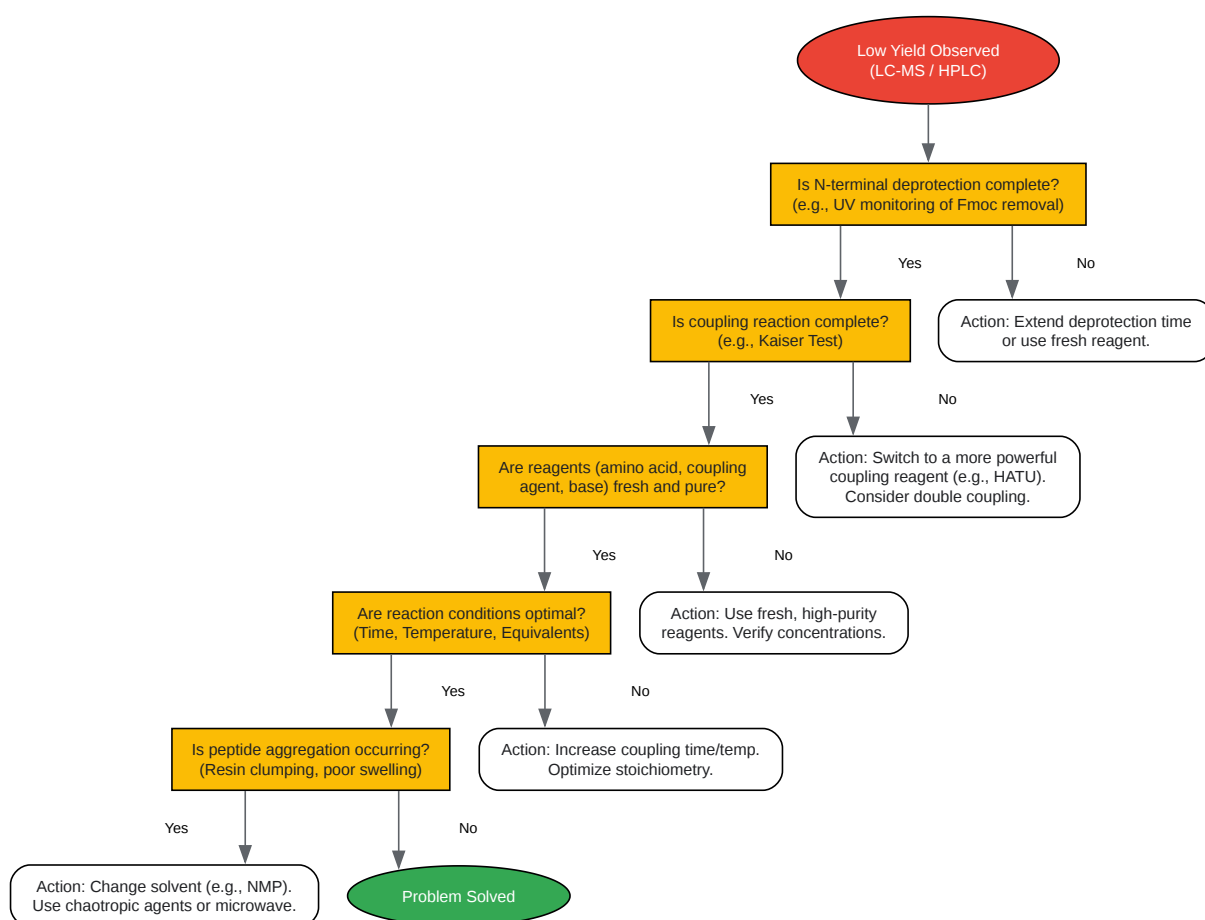 Low Yield Observed
(LC-MS / HPLC)
Is N-terminal deprotection complete?
(e.g., UV monitoring of Fmoc removal)
Yes
No
Is coupling reaction complete?
(e.g., Kaiser Test)
Action: Extend deprotection time
or use fresh reagent.
Yes
No
Are reagents (amino acid, coupling
agent, base) fresh and pure?
Action: Switch to a more powerful
coupling reagent (e.g., HATU).
Consider double coupling.
Yes
No
Are reaction conditions optimal?
(Time, Temperature, Equivalents)
Action: Use fresh, high-purity
reagents. Verify concentrations.
Yes
No
Is peptide aggregation occurring?
(Resin clumping, poor swelling)
Action: Increase coupling time/temp.
Optimize stoichiometry.
Yes
No
Action: Change solvent (e.g., NMP).
Use chaotropic agents or microwave.
Problem Solved